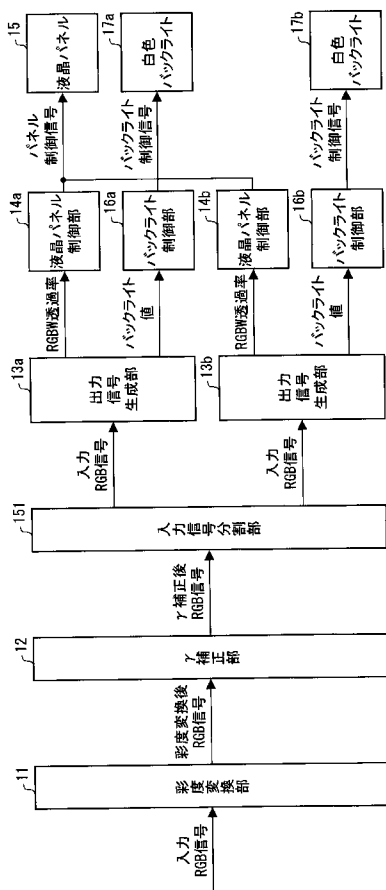 15
液晶パネル
17a
白色
バックライト
17b
白色
バックライト
パネル
制御信号
バックライト
制御信号
バックライト
制御信号
14a
液晶パネル
制御部
16a
バックライト
制御部
14b
液晶パネル
制御部
16b
バックライト
制御部
RGBW透過率
バックライト
値
RGBW透過率
バックライト
値
13a
出力
信号
生成部
13b
出力
信号
生成部
入力
RGB信号
入力
RGB信号
151
入力信号分割部
γ補正後
RGB信号
12
γ補正部
彩度変換後
RGB信号
11
彩度変換部
入力
RGB信号